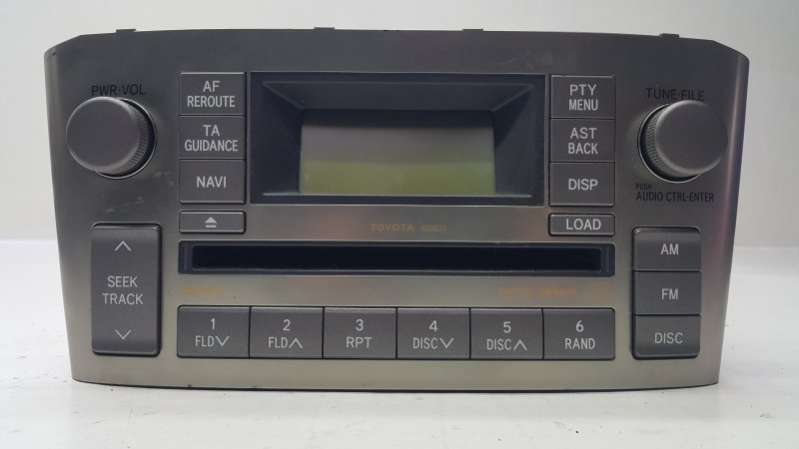 PWR·VOL
AF
REROUTE
TA
GUIDANCE
NAVI
PTY
MENU
AST
BACK
DISP
TUNE·FILE
PUSH
AUDIO CTRL·ENTER
TOYOTA
LOAD
SEEK
TRACK
AM
FM
DISC
1
FLD
2
FLD
3
RPT
4
DISC
5
DISC
6
RAND